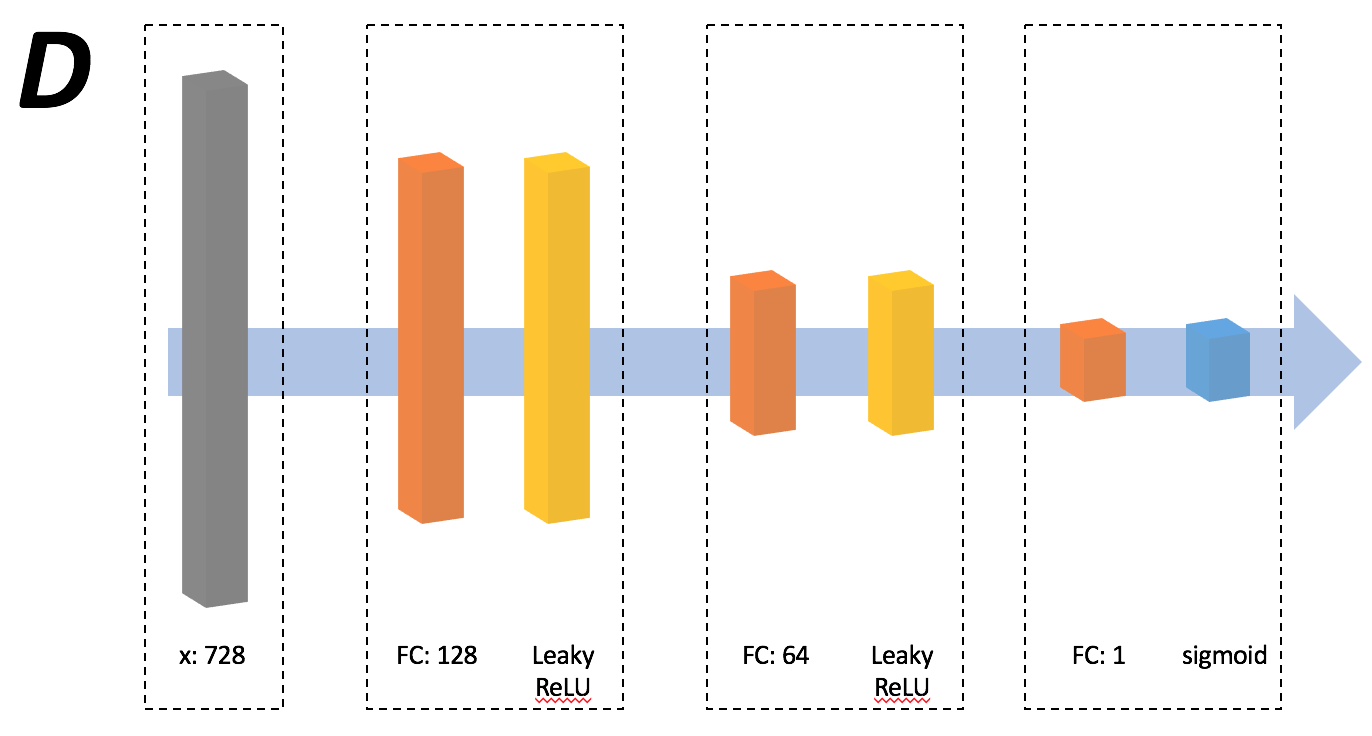 D
x: 728
FC: 128
Leaky
ReLU
FC: 64
Leaky
ReLU
FC: 1
sigmoid